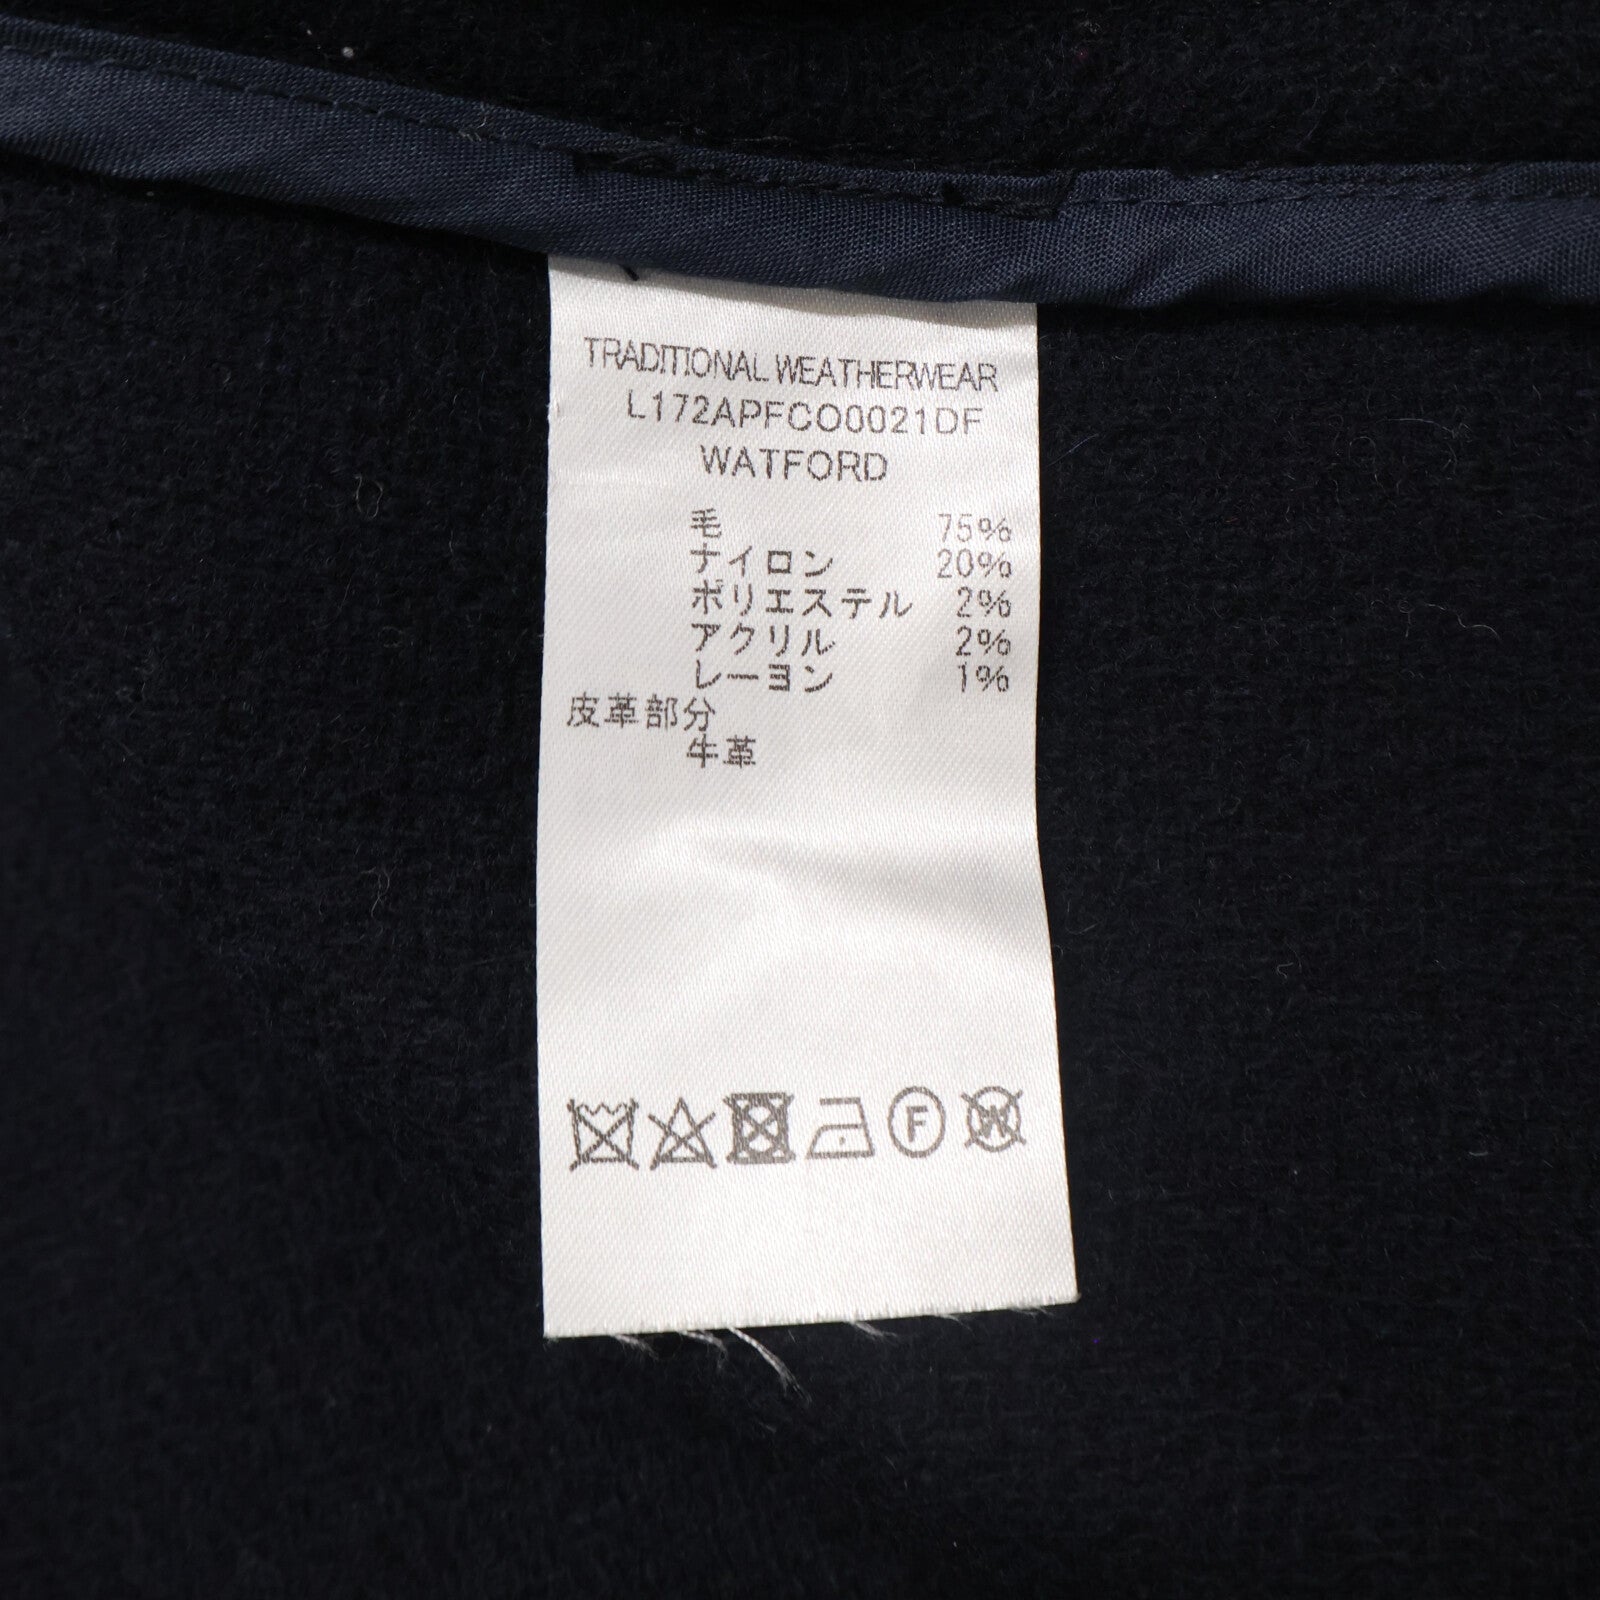 TRADITIONAL WEATHERWEAR
L172APFCO0021DF
WATFORD
毛 75%
ナイロン 20%
ポリエステル 2%
アクリル 2%
レーヨン 1%
皮革部分
牛革
F W